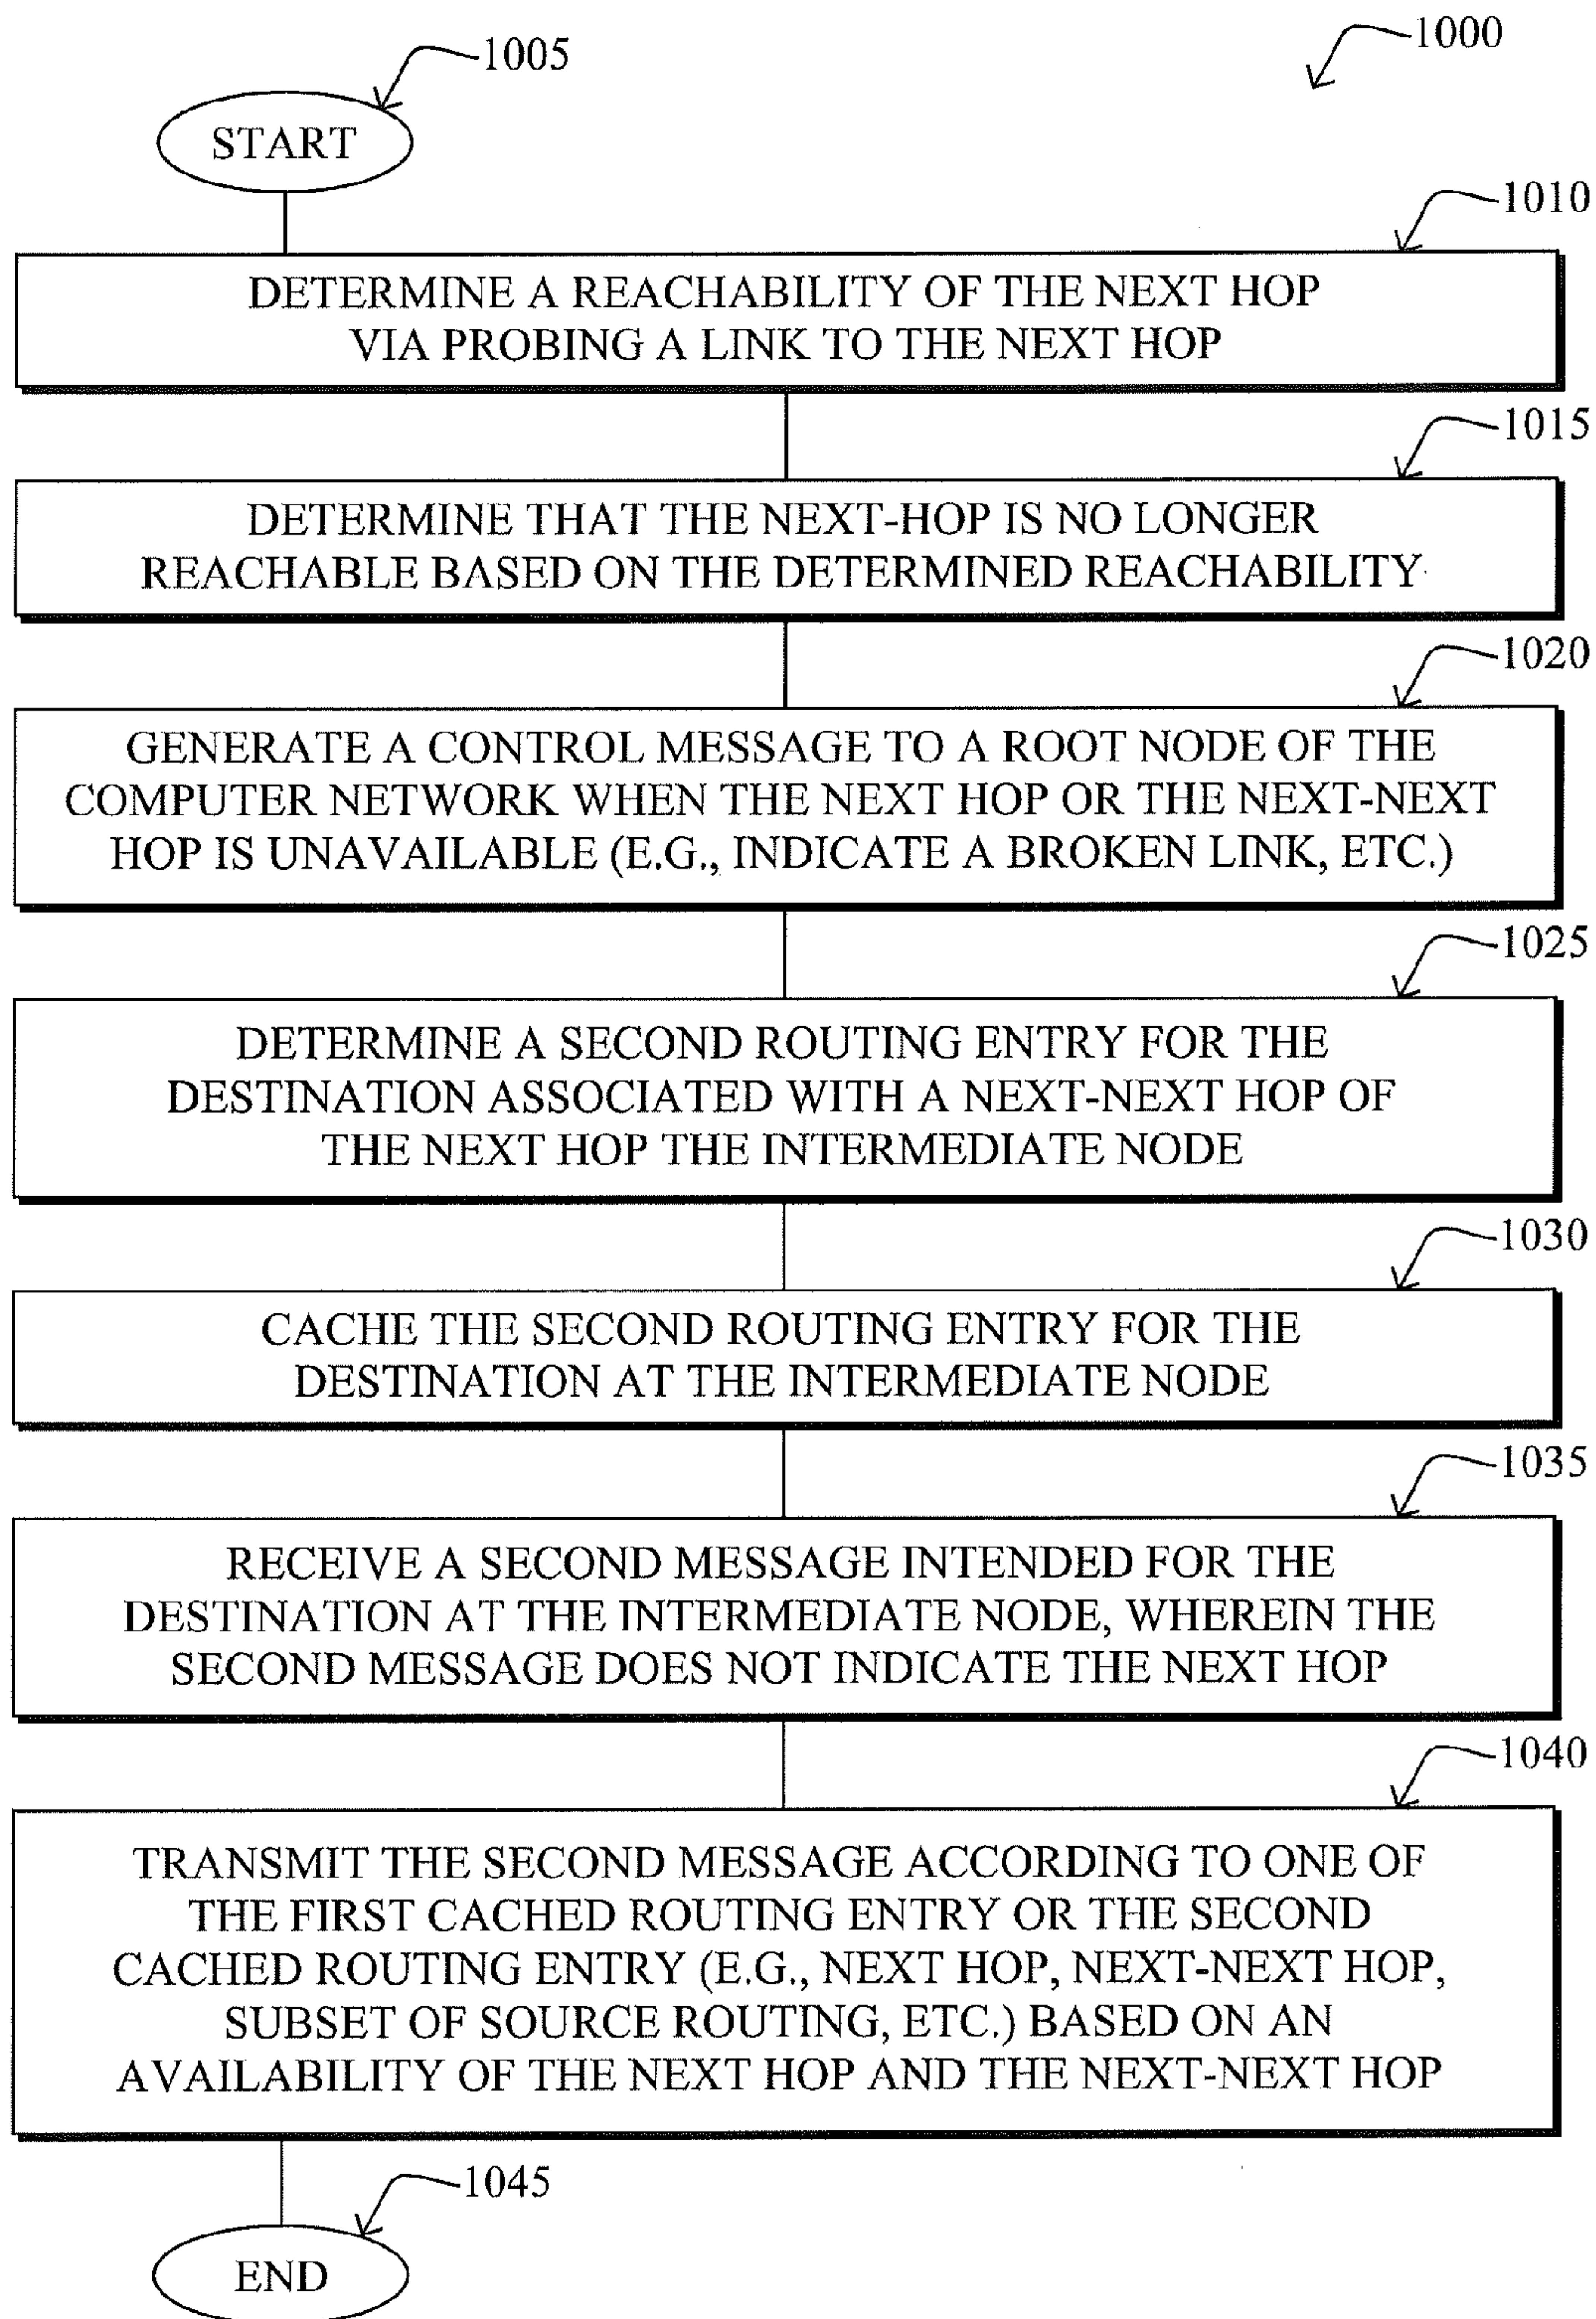 1000
1005
START
1010
DETERMINE A REACHABILITY OF THE NEXT HOP
VIA PROBING A LINK TO THE NEXT HOP
1015
DETERMINE THAT THE NEXT-HOP IS NO LONGER
REACHABLE BASED ON THE DETERMINED REACHABILITY
1020
GENERATE A CONTROL MESSAGE TO A ROOT NODE OF THE
COMPUTER NETWORK WHEN THE NEXT HOP OR THE NEXT-NEXT
HOP IS UNAVAILABLE (E.G., INDICATE A BROKEN LINK, ETC.)
1025
DETERMINE A SECOND ROUTING ENTRY FOR THE
DESTINATION ASSOCIATED WITH A NEXT-NEXT HOP OF
THE NEXT HOP THE INTERMEDIATE NODE
1030
CACHE THE SECOND ROUTING ENTRY FOR THE
DESTINATION AT THE INTERMEDIATE NODE
1035
RECEIVE A SECOND MESSAGE INTENDED FOR THE
DESTINATION AT THE INTERMEDIATE NODE, WHEREIN THE
SECOND MESSAGE DOES NOT INDICATE THE NEXT HOP
1040
TRANSMIT THE SECOND MESSAGE ACCORDING TO ONE OF
THE FIRST CACHED ROUTING ENTRY OR THE SECOND
CACHED ROUTING ENTRY (E.G., NEXT HOP, NEXT-NEXT HOP,
SUBSET OF SOURCE ROUTING, ETC.) BASED ON AN
AVAILABILITY OF THE NEXT HOP AND THE NEXT-NEXT HOP
1045
END